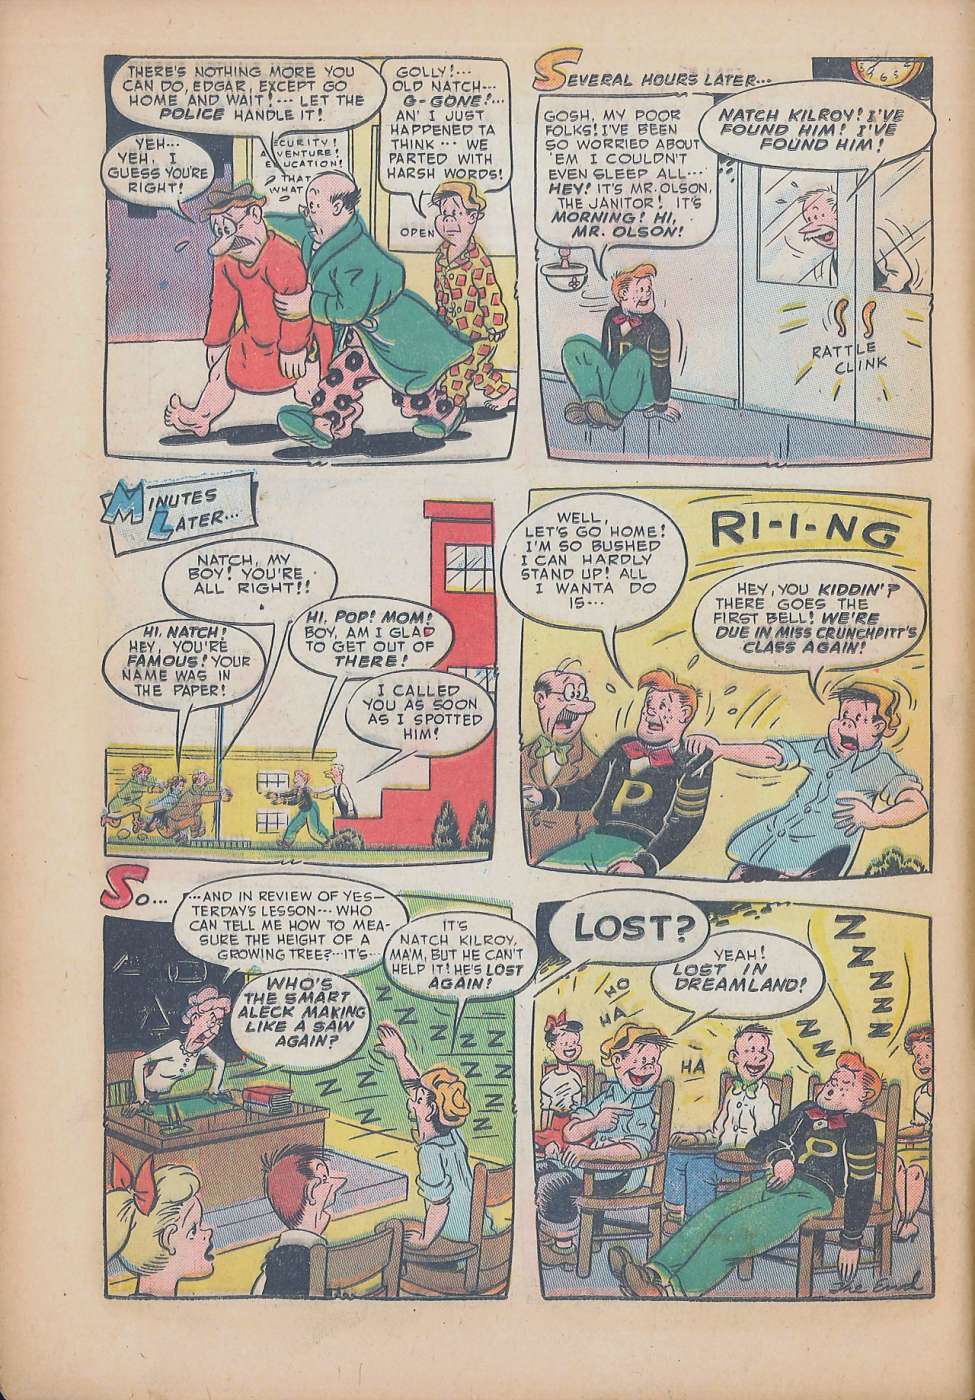 THERE'S NOTHING MORE YOU
CAN DO, EDGAR, EXCEPT GO
HOME AND WAIT!... LET THE
POLICE HANDLE IT!
YEH...
YEH, I
GUESS YOU'RE
RIGHT!
GOLLY!...
OLD NATCH...
G-GONE!...
AN' I JUST
HAPPENED TA
THINK... WE
PARTED WITH
HARSH WORDS!
ECURITY!
VENTURE!
UCATION!
THAT
WHAT
OPEN
SEVERAL HOURS LATER...
GOSH, MY POOR
FOLKS! I'VE BEEN
SO WORRIED ABOUT
'EM I COULDN'T
EVEN SLEEP ALL...
HEY! IT'S MR. OLSON,
THE JANITOR! IT'S
MORNING! HI,
MR. OLSON!
NATCH KILROY! I'VE
FOUND HIM! I'VE
FOUND HIM!
RATTLE
CLINK
MINUTES
LATER...
NATCH, MY
BOY! YOU'RE
ALL RIGHT!!
HI, NATCH!
HEY, YOU'RE
FAMOUS! YOUR
NAME WAS IN
THE PAPER!
HI, POP! MOM!
BOY, AM I GLAD
TO GET OUT OF
THERE!
I CALLED
YOU AS SOON
AS I SPOTTED
HIM!
WELL,
LET'S GO HOME!
I'M SO BUSHED
I CAN HARDLY
STAND UP! ALL
I WANTA DO
IS...
RI-I-NG
HEY, YOU KIDDIN'?
THERE GOES THE
FIRST BELL! WE'RE
DUE IN MISS CRUNCHPITT'S
CLASS AGAIN!
SO...
...AND IN REVIEW OF YES-
TERDAY'S LESSON... WHO
CAN TELL ME HOW TO MEA-
SURE THE HEIGHT OF A
GROWING TREE?...IT'S...
WHO'S
THE SMART
ALECK MAKING
LIKE A SAW
AGAIN?
IT'S
NATCH KILROY,
MA'M, BUT HE CAN'T
HELP IT! HE'S LOST
AGAIN!
Z Z Z Z Z Z Z
LOST?
YEAH!
LOST IN
DREAMLAND!
HO
HA
HA
Z Z Z Z Z Z
The End